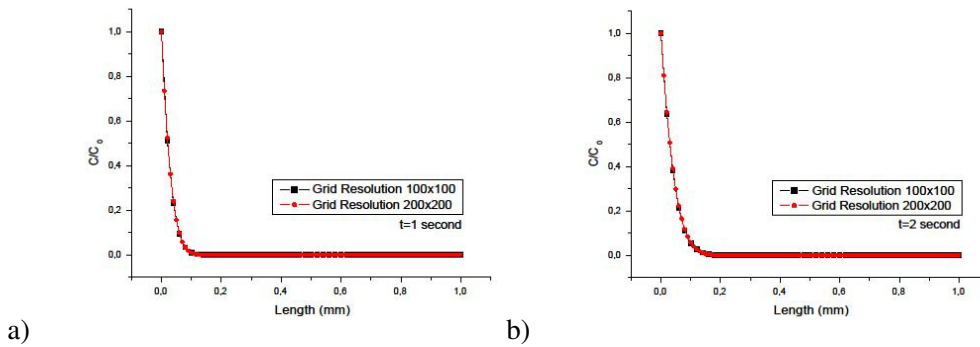 1,0
0,8
0,6
0,4
0,2
0,0
C/C0
Grid Resolution 100x100
Grid Resolution 200x200
t=1 second
0,0 0,2 0,4 0,6 0,8 1,0
Length (mm)
a)
1,0
0,8
0,6
0,4
0,2
0,0
C/C0
Grid Resolution 100x100
Grid Resolution 200x200
t=2 second
0,0 0,2 0,4 0,6 0,8 1,0
Length (mm)
b)